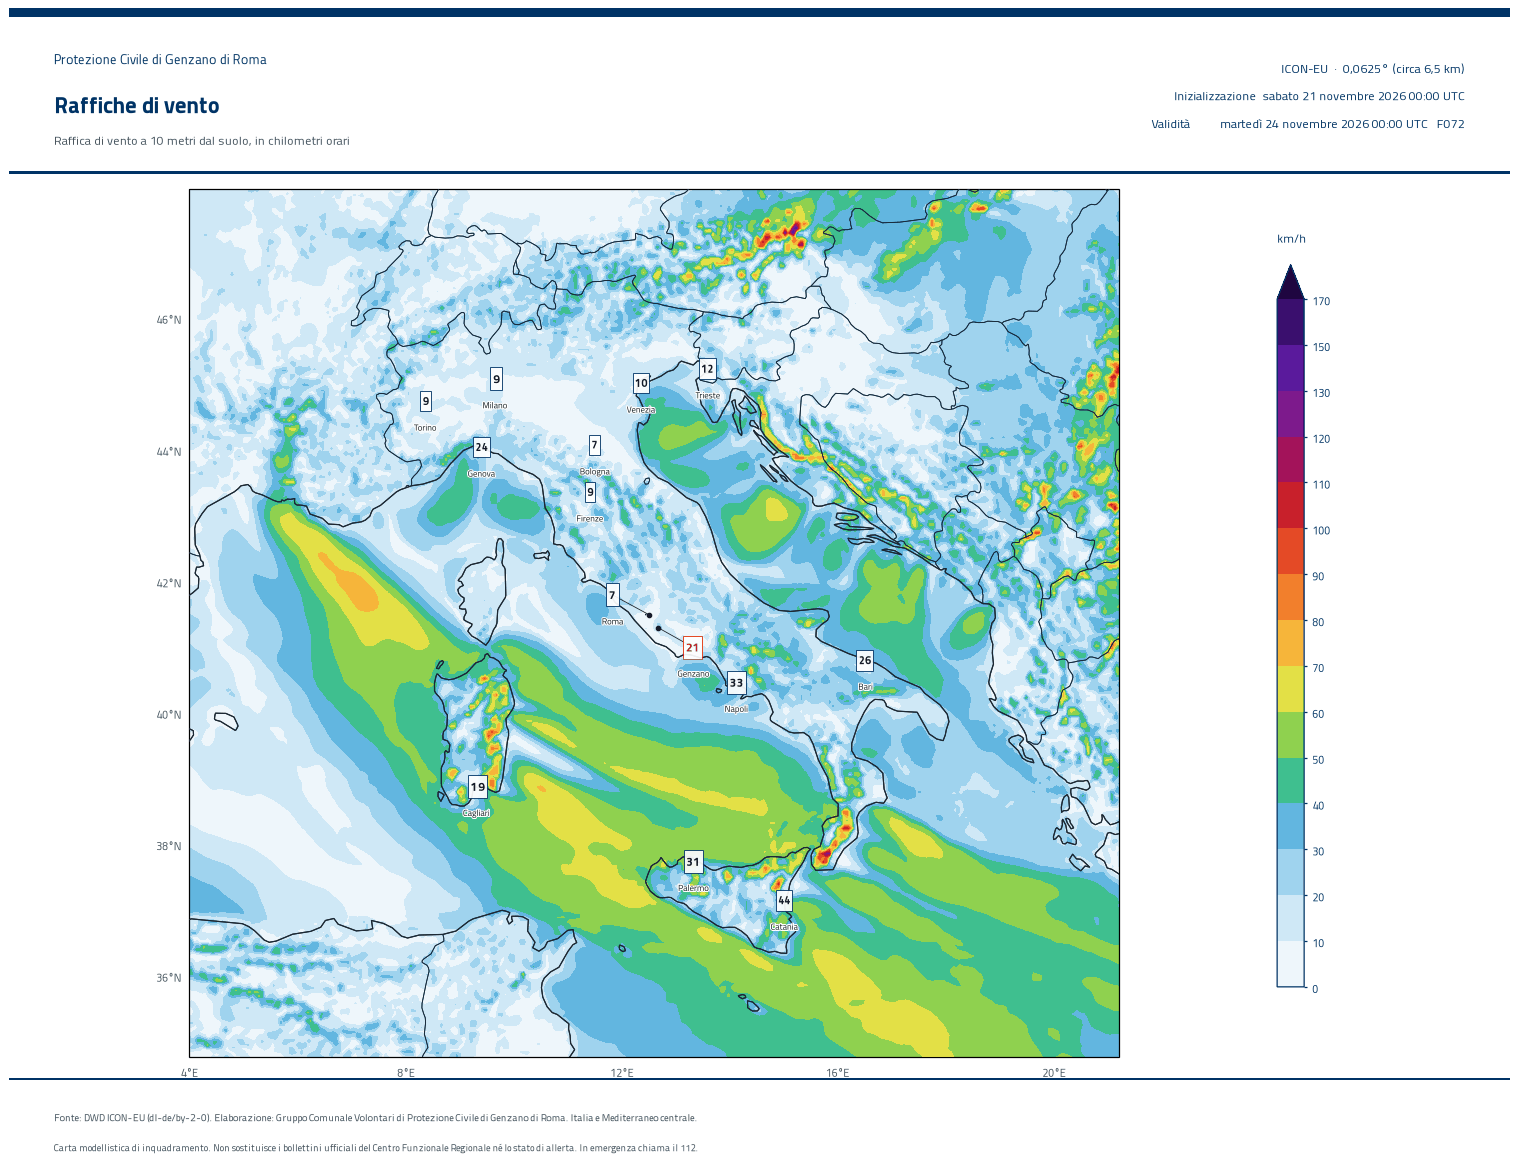 Protezione Civile di Genzano di Roma
Raffiche di vento
Raffica di vento a 10 metri dal suolo, in chilometri orari
ICON-EU · 0,0625° (circa 6,5 km)
Inizializzazione sabato 21 novembre 2026 00:00 UTC
Validità martedì 24 novembre 2026 00:00 UTC F072
km/h
170
150
130
120
110
100
90
80
70
60
50
40
30
20
10
0
46°N
44°N
42°N
40°N
38°N
36°N
4°E
8°E
12°E
16°E
20°E
12
Trieste
10
Venezia
9
Milano
9
Torino
24
Genova
7
Bologna
9
Firenze
7
Roma
21
Genzano
33
Napoli
26
Bari
19
Cagliari
31
Palermo
44
Catania
Fonte: DWD ICON-EU (dl-de/by-2-0). Elaborazione: Gruppo Comunale Volontari di Protezione Civile di Genzano di Roma. Italia e Mediterraneo centrale.
Carta modellistica di inquadramento. Non sostituisce i bollettini ufficiali del Centro Funzionale Regionale né lo stato di allerta. In emergenza chiama il 112.